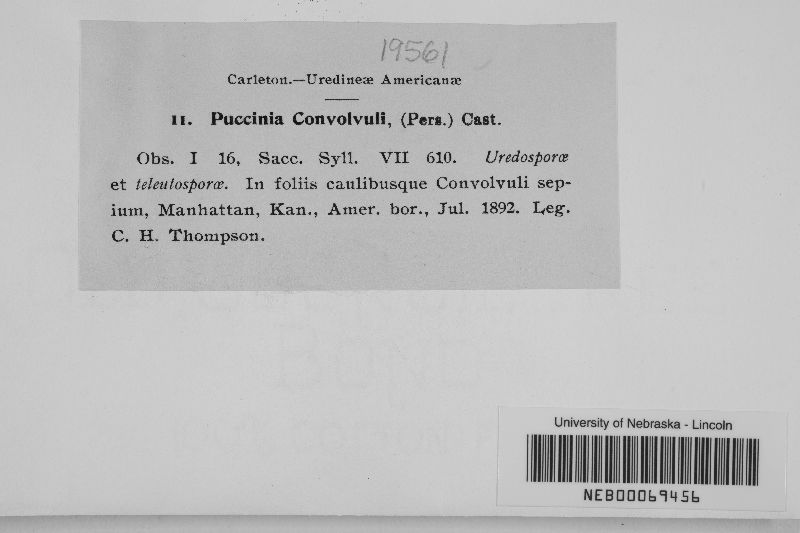 19561
Carleton.—Uredineæ Americanæ
11. Puccinia Convolvuli, (Pers.) Cast.
Obs. I 16, Sacc. Syll. VII 610. Uredosporæ
et teleutosporæ. In foliis caulibusque Convolvuli sep-
ium, Manhattan, Kan., Amer. bor., Jul. 1892. Leg.
C. H. Thompson.
University of Nebraska - Lincoln
NEB00069456